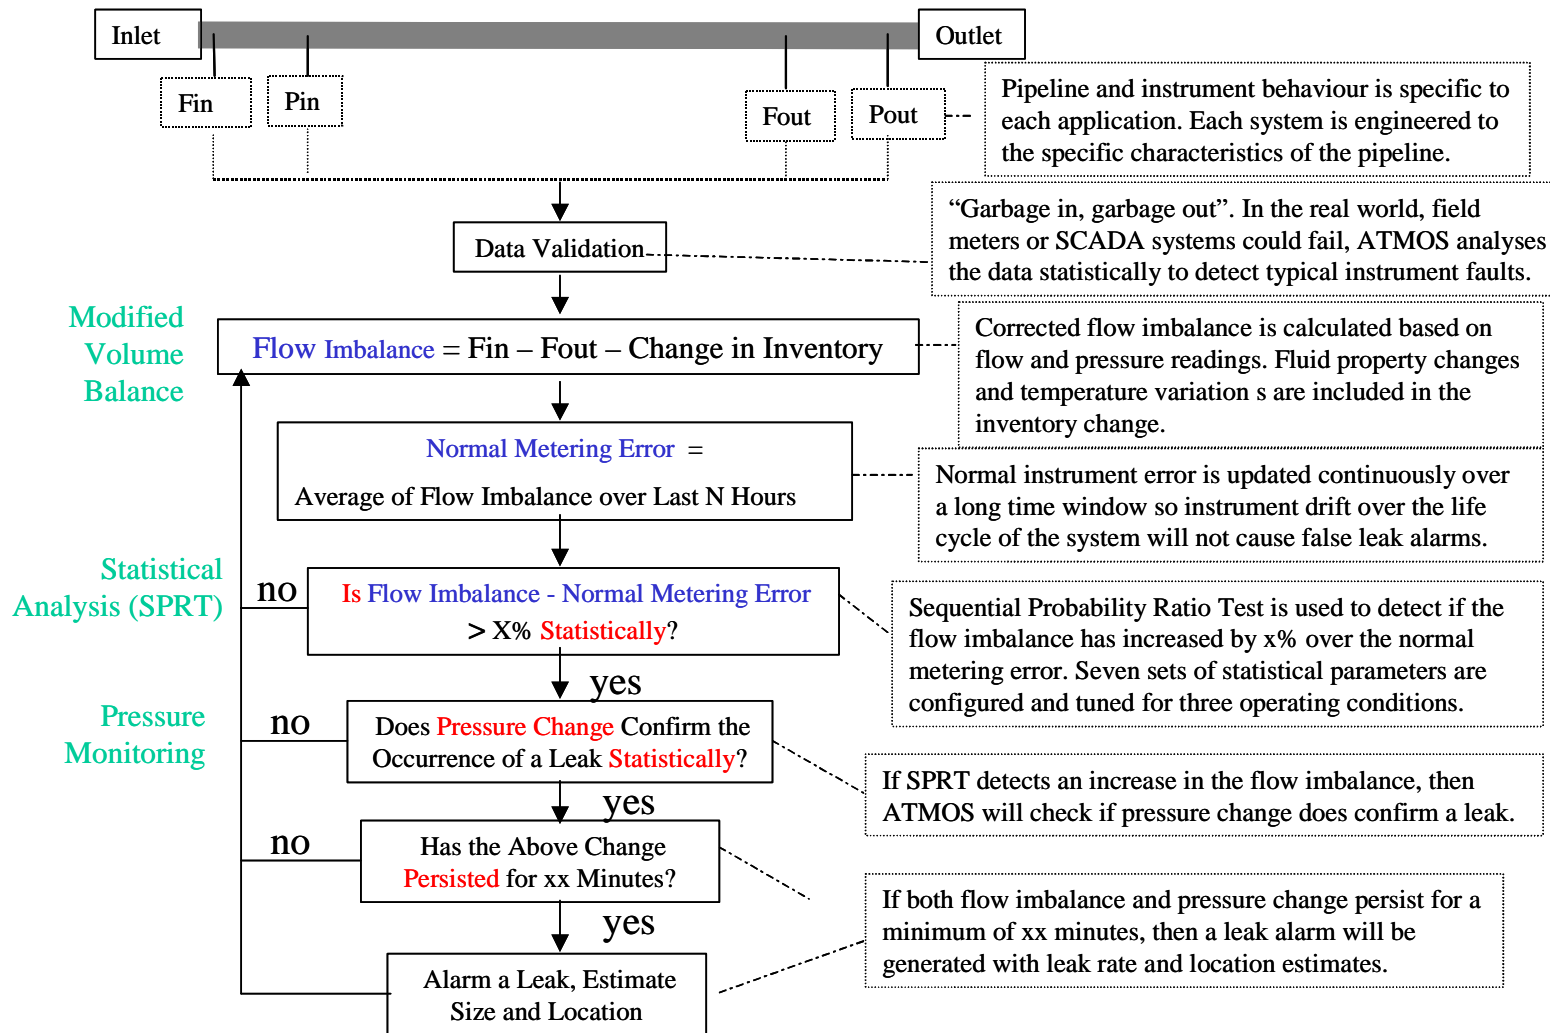 Inlet
Outlet
Fin
Pin
Fout
Pout
Pipeline and instrument behaviour is specific to
each application. Each system is engineered to
the specific characteristics of the pipeline.
Data Validation
“Garbage in, garbage out”. In the real world, field
meters or SCADA systems could fail, ATMOS analyses
the data statistically to detect typical instrument faults.
Modified
Volume
Balance
Flow Imbalance = Fin – Fout – Change in Inventory
Corrected flow imbalance is calculated based on
flow and pressure readings. Fluid property changes
and temperature variation s are included in the
inventory change.
Normal Metering Error =
Average of Flow Imbalance over Last N Hours
Normal instrument error is updated continuously over
a long time window so instrument drift over the life
cycle of the system will not cause false leak alarms.
Statistical
Analysis (SPRT)
no
Is Flow Imbalance - Normal Metering Error
> X% Statistically?
Sequential Probability Ratio Test is used to detect if the
flow imbalance has increased by x% over the normal
metering error. Seven sets of statistical parameters are
configured and tuned for three operating conditions.
yes
Pressure
Monitoring
no
Does Pressure Change Confirm the
Occurrence of a Leak Statistically?
If SPRT detects an increase in the flow imbalance, then
ATMOS will check if pressure change does confirm a leak.
yes
no
Has the Above Change
Persisted for xx Minutes?
If both flow imbalance and pressure change persist for a
minimum of xx minutes, then a leak alarm will be
generated with leak rate and location estimates.
yes
Alarm a Leak, Estimate
Size and Location